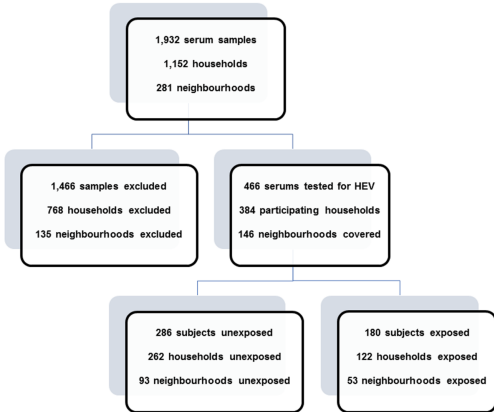 1,932 serum samples
1,152 households
281 neighbourhoods
1,466 samples excluded
768 households excluded
135 neighbourhoods excluded
466 serums tested for HEV
384 participating households
146 neighbourhoods covered
286 subjects unexposed
262 households unexposed
93 neighbourhoods unexposed
180 subjects exposed
122 households exposed
53 neighbourhoods exposed